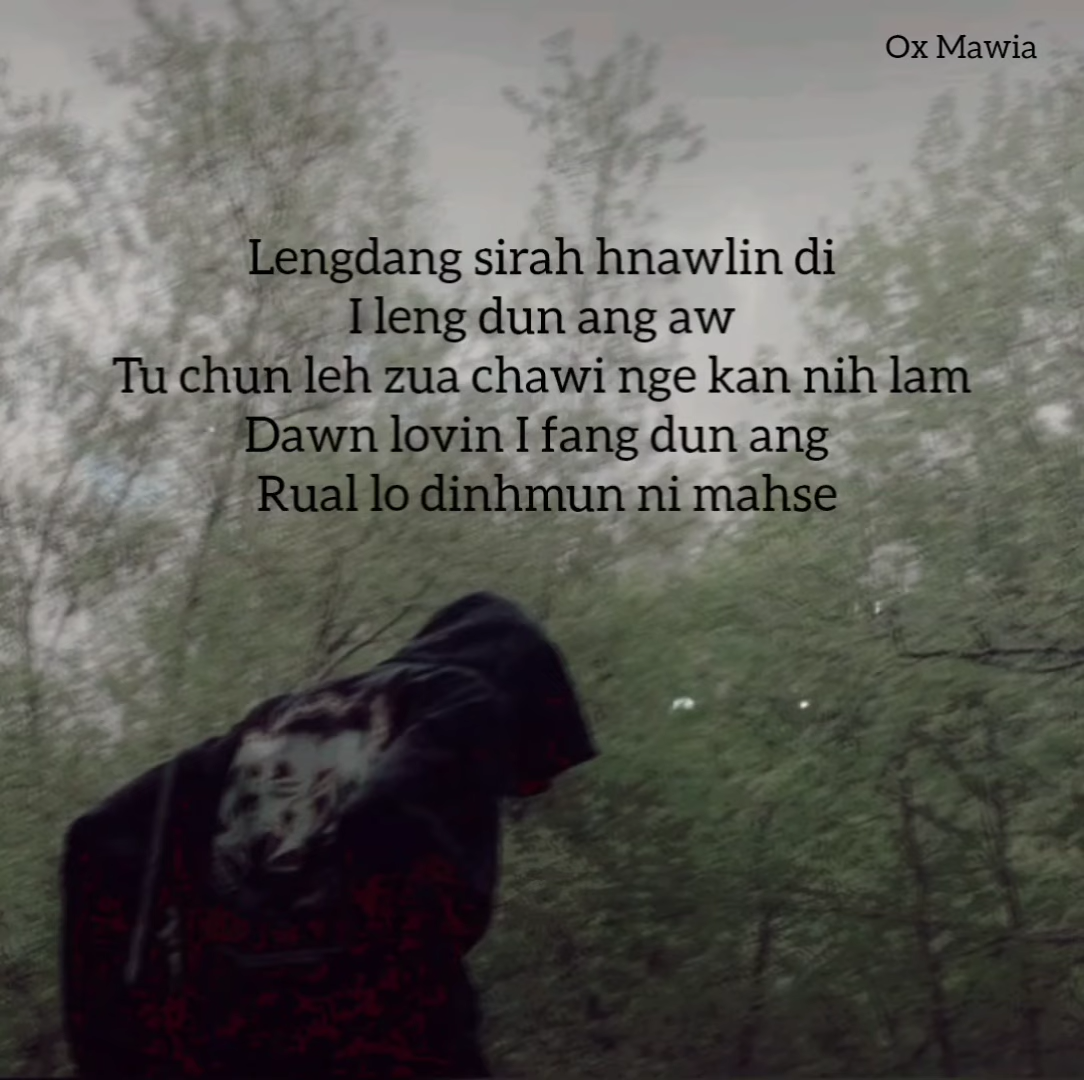 Ox Mawia
Lengdang sirah hnawlin di
I leng dun ang aw
Tu chun leh zua chawi nge kan nih lam
Dawn lovin I fang dun ang
Rual lo dinhmun ni mahse